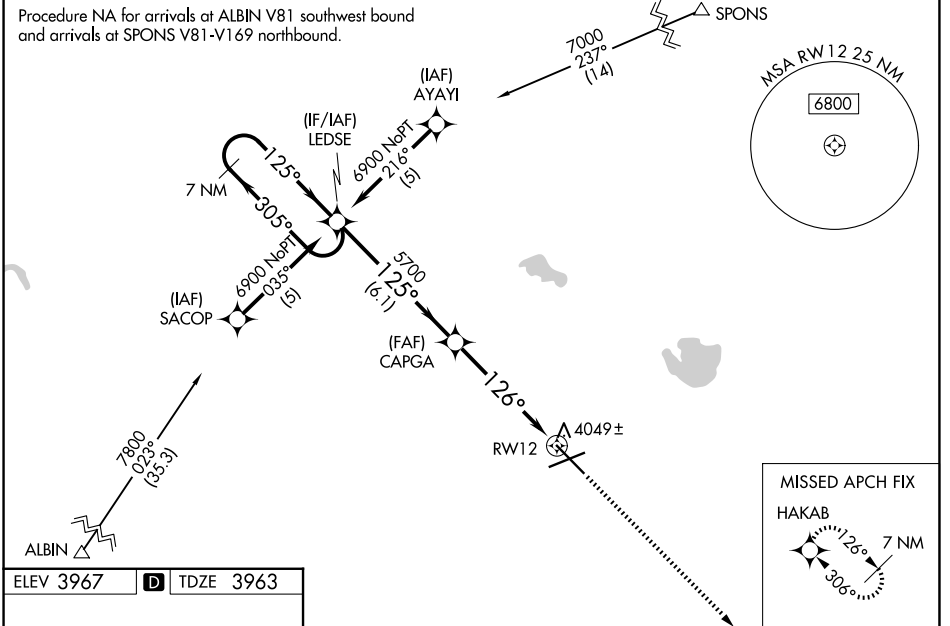 Procedure NA for arrivals at ALBIN V81 southwest bound
and arrivals at SPONS V81-V169 northbound.
SPONS
7000
237°
(14)
MSA RW12 25 NM
6800
(IAF)
AYAYI
(IF/IAF)
LEDSE
6900 NoPT
216°
(5)
125°
7 NM
305°
6900 NoPT
035°
(5)
(IAF)
SACOP
5700
125°
(6.1)
(FAF)
CAPGA
126°
RW12
4049±
7800
023°
(35.3)
ALBIN
MISSED APCH FIX
HAKAB
126°
7 NM
306°
ELEV 3967
D
TDZE 3963